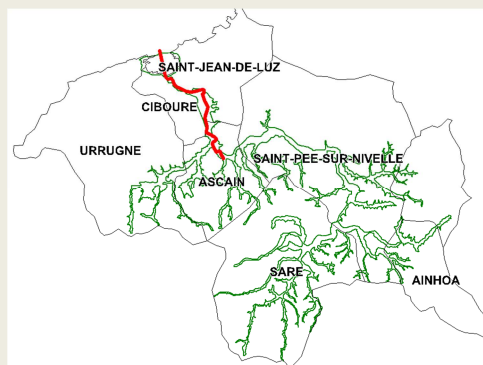 SAINT-JEAN-DE-LUZ
CIBOURE
URRUGNE
SAINT-PEE-SUR-NIVELLE
ASCAIN
SARE
AINHOA